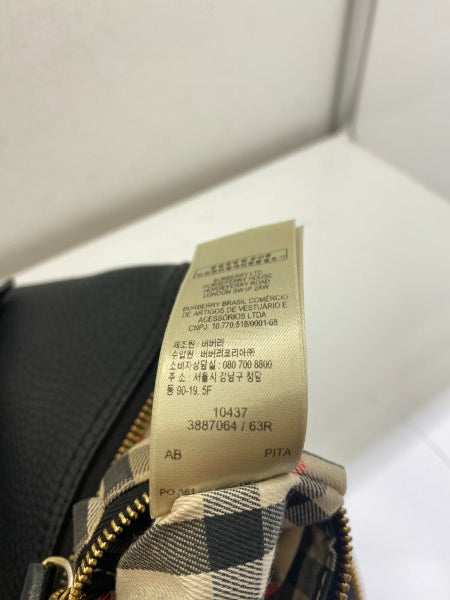 BURBERRY LTD
HORSEFERRY HOUSE
HORSEFERRY ROAD
LONDON SW1P 2AW
BURBERRY BRASIL COMÉRCIO
DE ARTIGOS DE VESTUÁRIO E
ACESSÓRIOS LTDA
CNPJ. 10.770.518/0001-68
제조원 : 버버리
수입원 : 버버리코리아㈜
소비자상담실 : 080 700 8800
주소 : 서울시 강남구 청담
동 90-19. 5F
10437
3887064 / 63R
AB PITA
PO 361